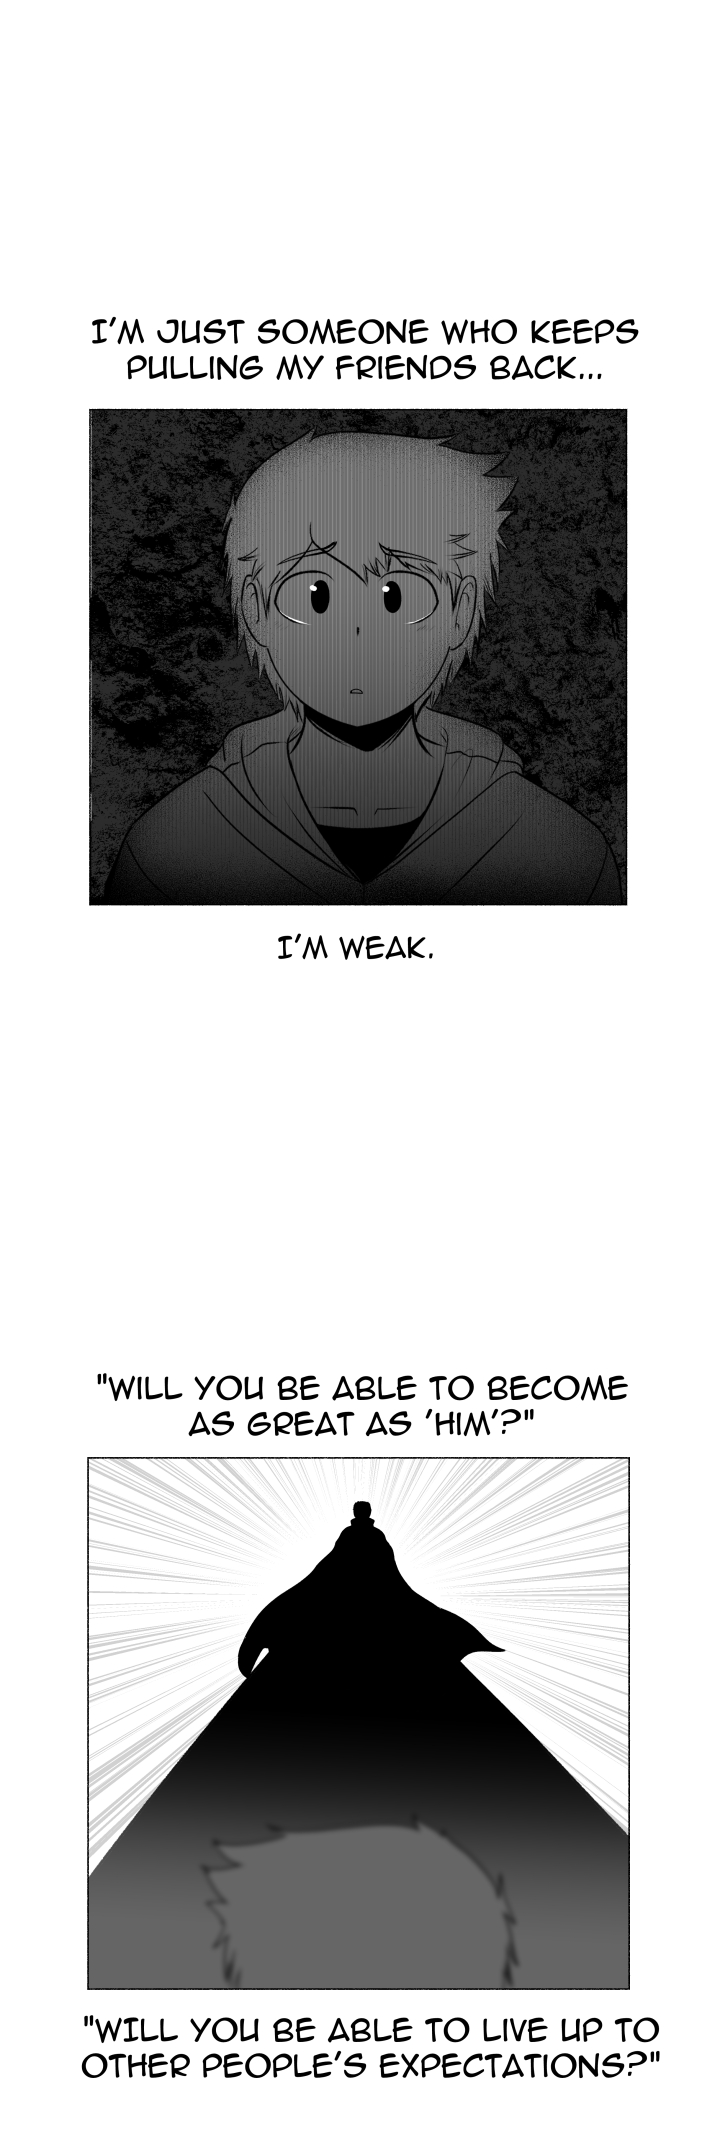 I'M JUST SOMEONE WHO KEEPS
PULLING MY FRIENDS BACK...
I'M WEAK.
"WILL YOU BE ABLE TO BECOME
AS GREAT AS 'HIM'?"
"WILL YOU BE ABLE TO LIVE UP TO
OTHER PEOPLE'S EXPECTATIONS?"